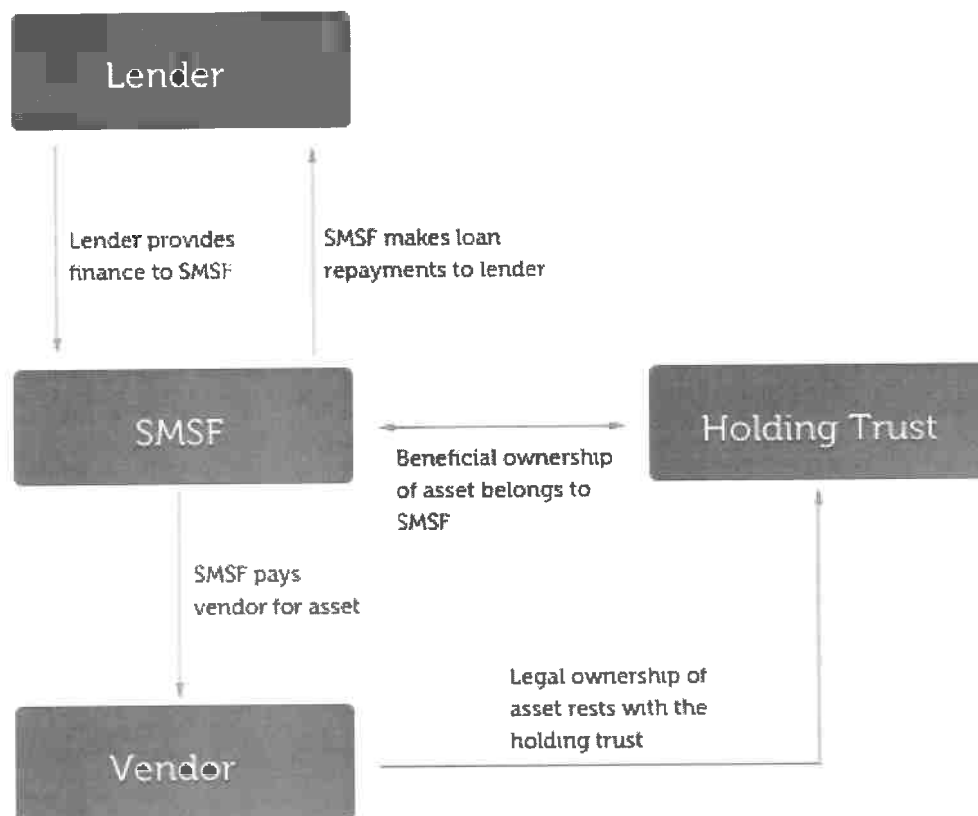 Lender
Lender provides
finance to SMSF
SMSF makes loan
repayments to lender
SMSF
Beneficial ownership
of asset belongs to
SMSF
Holding Trust
SMSF pays
vendor for asset
Legal ownership of
asset rests with the
holding trust
Vendor